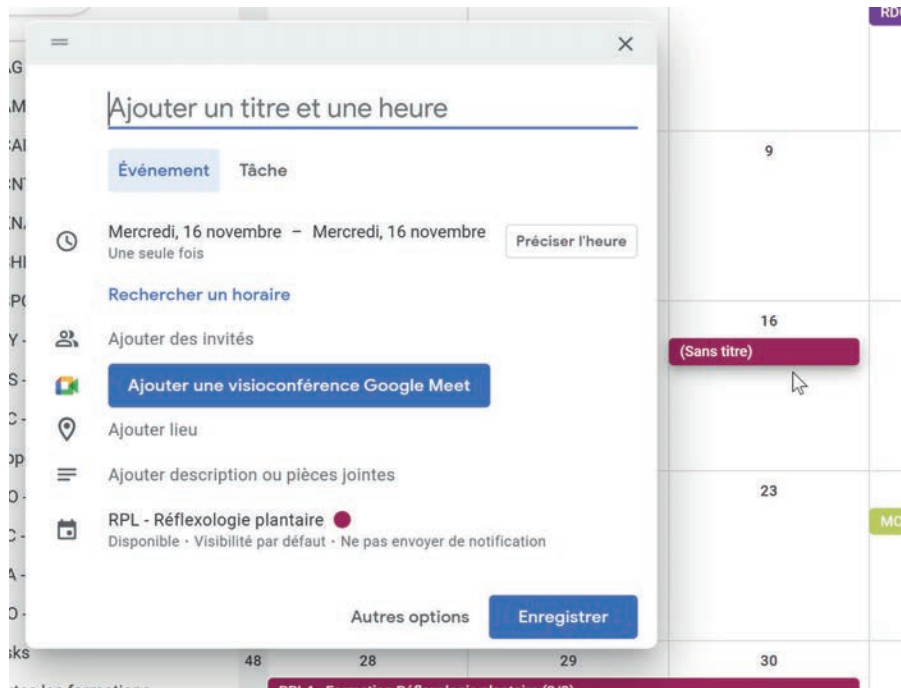 Ajouter un titre et une heure
Événement Tâche
Mercredi, 16 novembre – Mercredi, 16 novembre
Une seule fois
Préciser l'heure
Rechercher un horaire
Ajouter des invités
Ajouter une visioconférence Google Meet
Ajouter lieu
Ajouter description ou pièces jointes
RPL - Réflexologie plantaire
Disponible · Visibilité par défaut · Ne pas envoyer de notification
Autres options Enregistrer
9
16
(Sans titre)
23
48 28 29 30